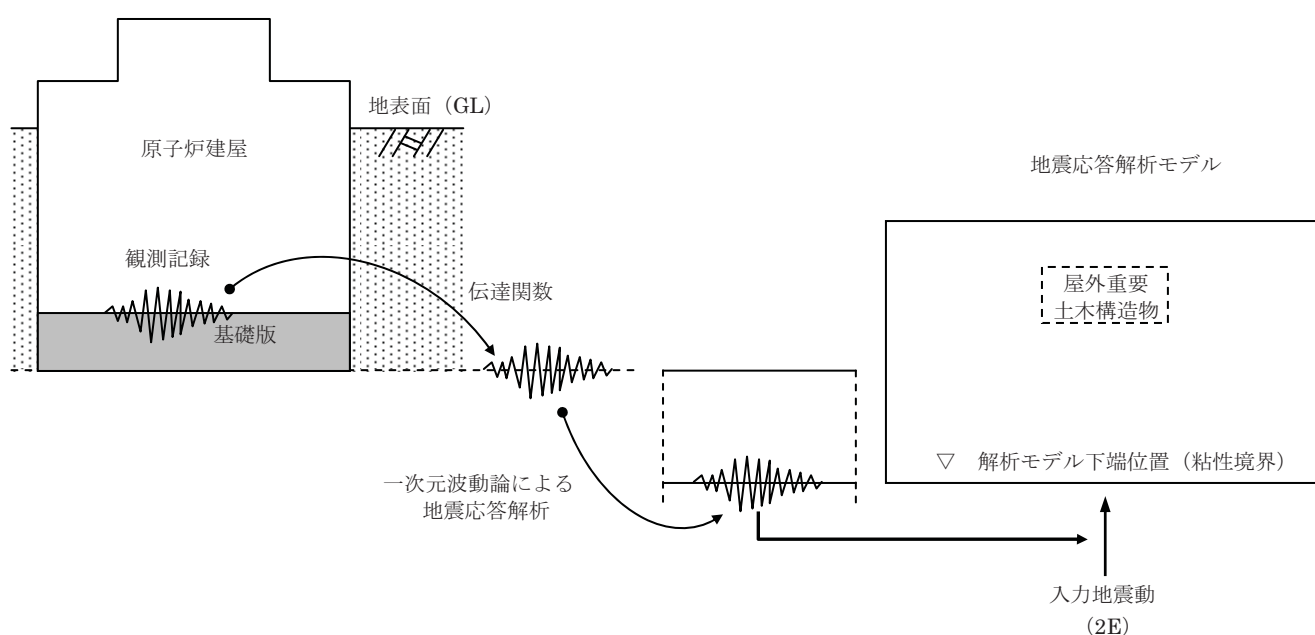 地表面（GL）
原子炉建屋
地震応答解析モデル
観測記録
伝達関数
基礎版
屋外重要
土木構造物
▽　解析モデル下端位置（粘性境界）
一次元波動論による
地震応答解析
入力地震動
（2E）